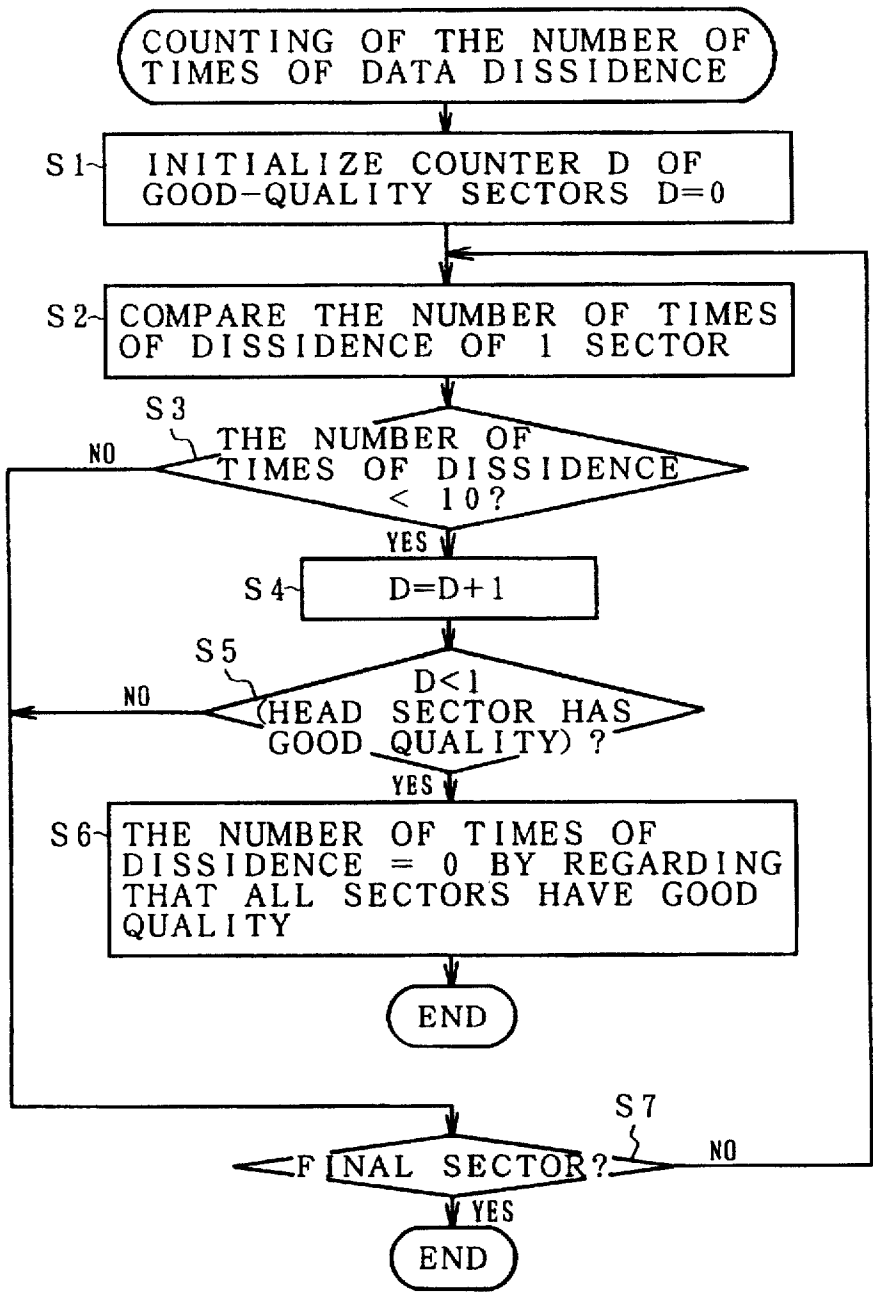 COUNTING OF THE NUMBER OF
TIMES OF DATA DISSIDENCE
S1
INITIALIZE COUNTER D OF
GOOD-QUALITY SECTORS D=0
S2
COMPARE THE NUMBER OF TIMES
OF DISSIDENCE OF 1 SECTOR
S3
THE NUMBER OF
TIMES OF DISSIDENCE
< 10?
NO
YES
S4
D=D+1
S5
D<1
(HEAD SECTOR HAS
GOOD QUALITY)?
NO
YES
S6
THE NUMBER OF TIMES OF
DISSIDENCE = 0 BY REGARDING
THAT ALL SECTORS HAVE GOOD
QUALITY
END
S7
FINAL SECTOR?
NO
YES
END